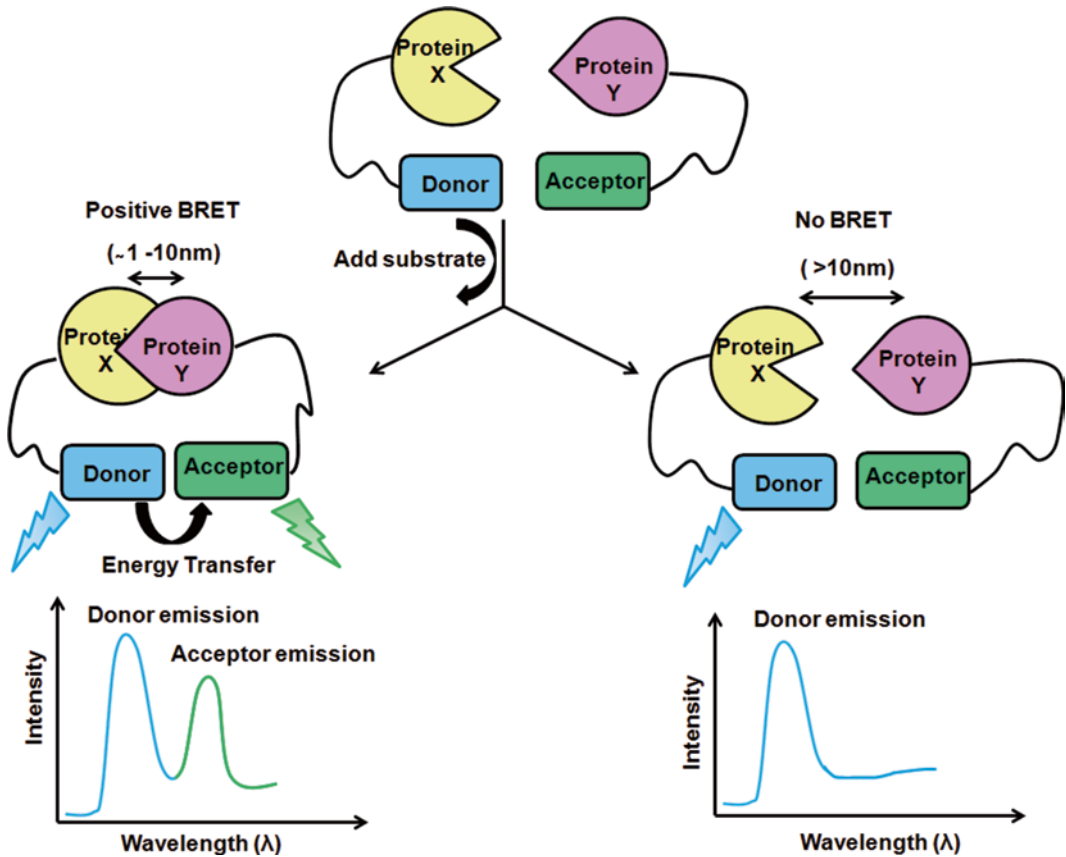 Protein
X
Protein
Y
Donor
Acceptor
Add substrate
Positive BRET
(~1 -10nm)
Protein
X
Protein
Y
Donor
Acceptor
Energy Transfer
Donor emission
Acceptor emission
Intensity
Wavelength (λ)
No BRET
( >10nm)
Protein
X
Protein
Y
Donor
Acceptor
Donor emission
Intensity
Wavelength (λ)